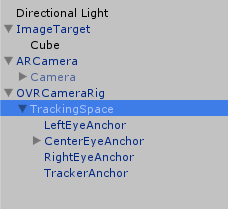 Directional Light
ImageTarget
Cube
ARCamera
Camera
OVRCameraRig
TrackingSpace
LeftEyeAnchor
CenterEyeAnchor
RightEyeAnchor
TrackerAnchor